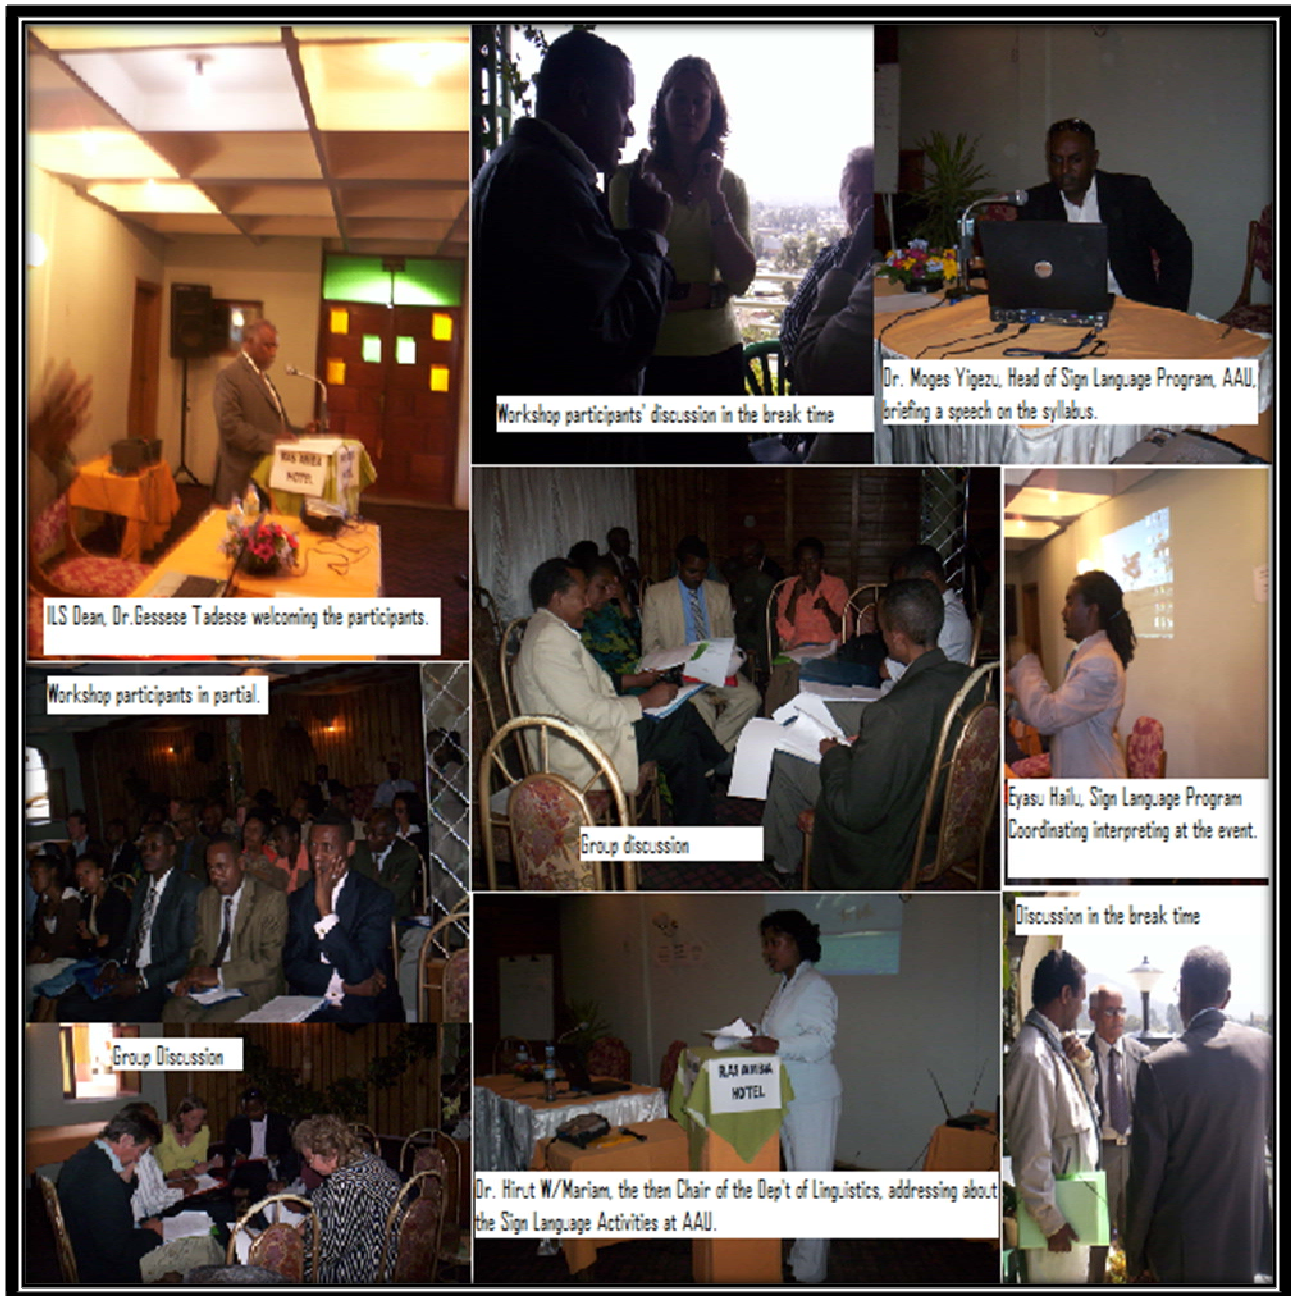 ILS Dean, Dr.Gessese Tadesse welcoming the participants.
RAS AMBA
HOTEL
Workshop participants' discussion in the break time
Dr. Moges Yigezu, Head of Sign Language Program, AAU,
briefing a speech on the syllabus.
Workshop participants in partial.
Group discussion
Eyasu Hailu, Sign Language Program
Coordinating interpreting at the event.
Group Discussion
RAS AMBA
HOTEL
Dr. Hirut W/Mariam, the then Chair of the Dep't of Linguistics, addressing about
the Sign Language Activities at AAU.
Discussion in the break time